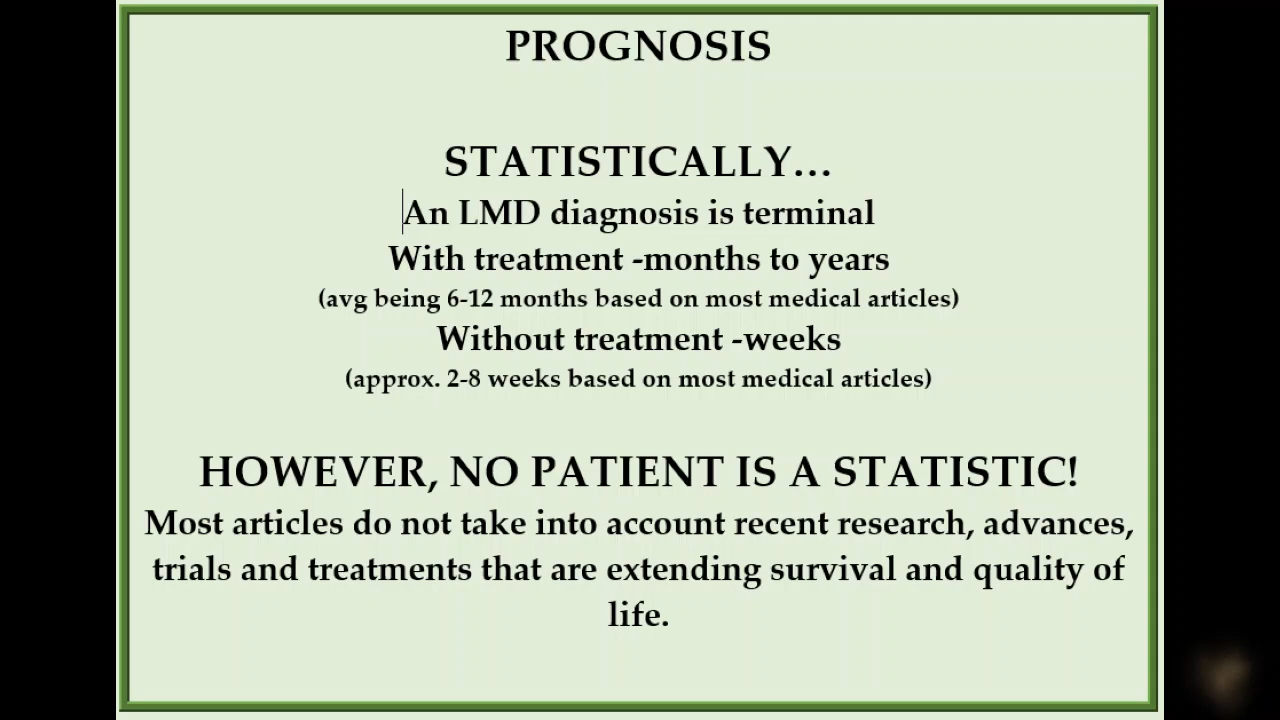 PROGNOSIS
STATISTICALLY...
An LMD diagnosis is terminal
With treatment -months to years
(avg being 6-12 months based on most medical articles)
Without treatment -weeks
(approx. 2-8 weeks based on most medical articles)
HOWEVER, NO PATIENT IS A STATISTIC!
Most articles do not take into account recent research, advances,
trials and treatments that are extending survival and quality of
life.